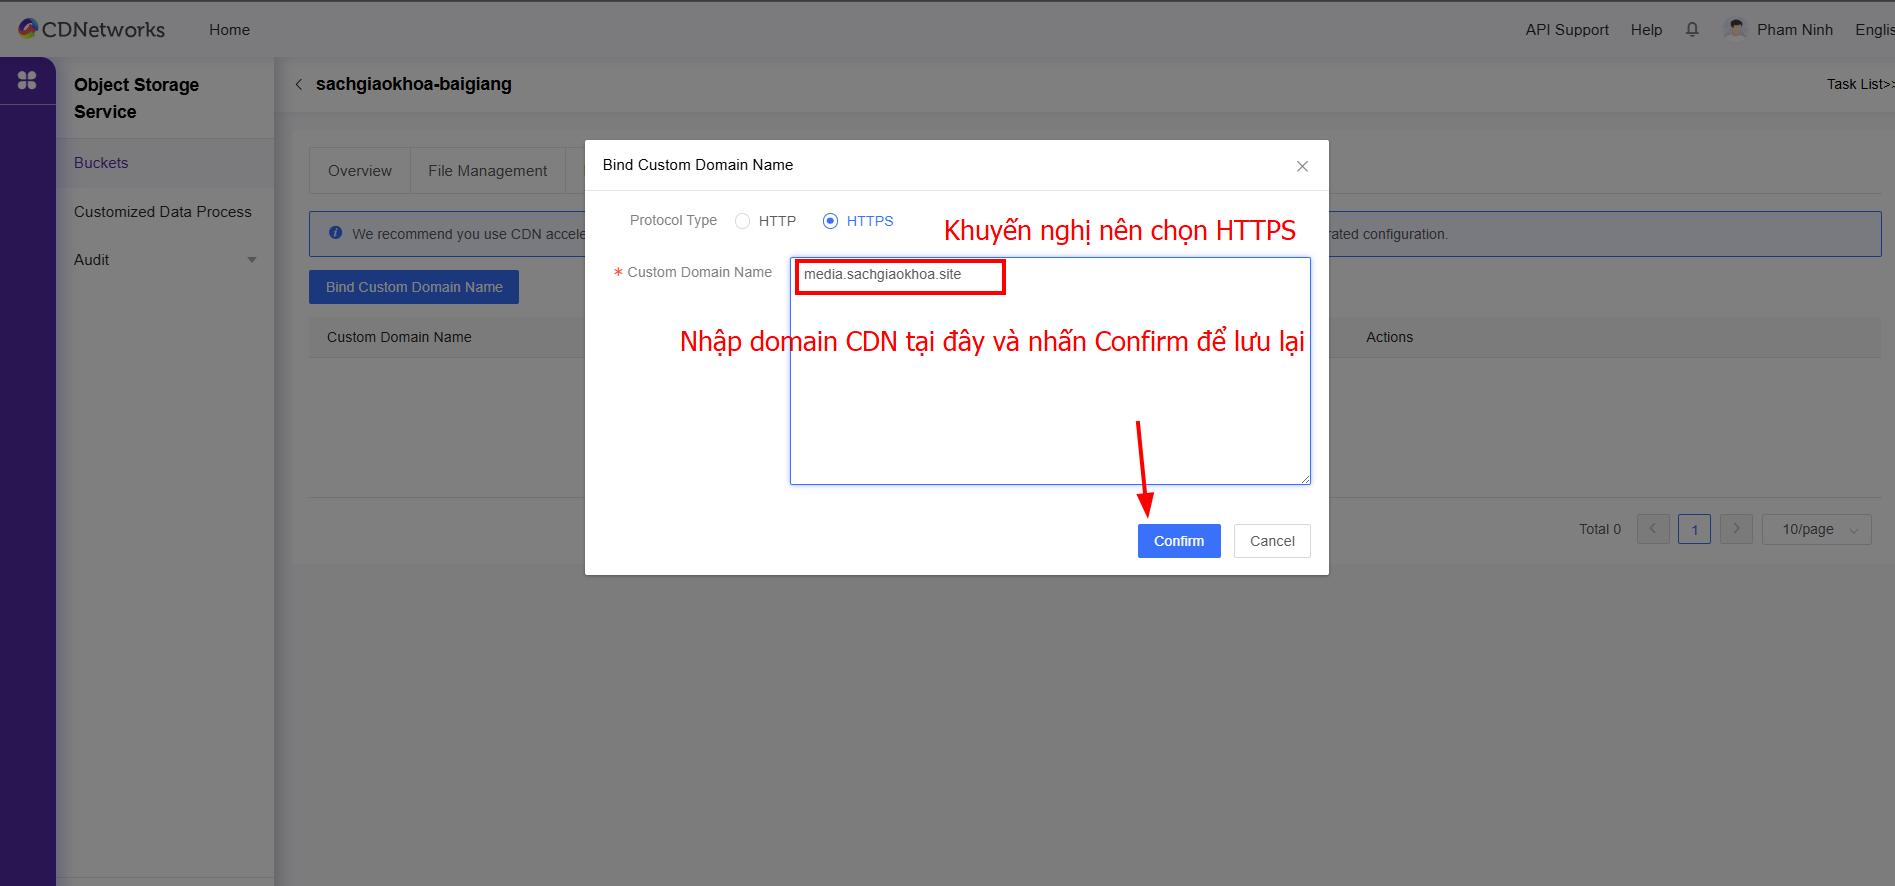 CDNetworks
Home
API Support
Help
Pham Ninh
Englis
Object Storage
Service
Buckets
Customized Data Process
Audit
sachgiaokhoa-baigiang
Task List>>
Overview
File Management
We recommend you use CDN accele
rated configuration.
Bind Custom Domain Name
Custom Domain Name
Actions
Total 0
1
10/page
Bind Custom Domain Name
Protocol Type
HTTP
HTTPS
Khuyến nghị nên chọn HTTPS
* Custom Domain Name
media.sachgiaokhoa.site
Nhập domain CDN tại đây và nhấn Confirm để lưu lại
Confirm
Cancel